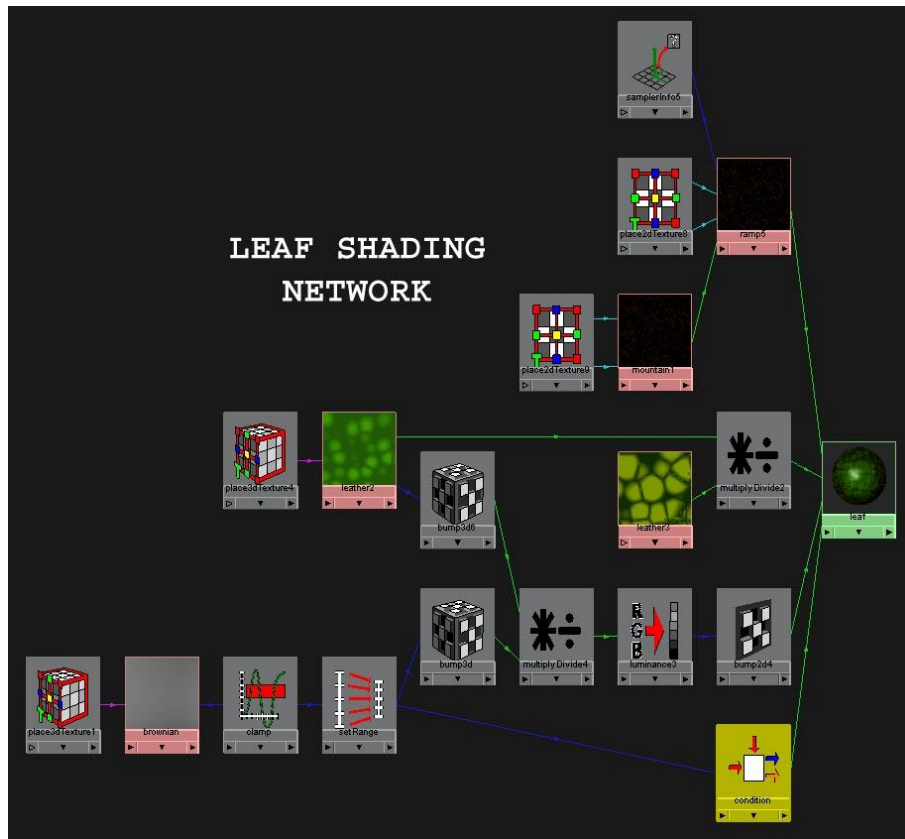 samplerInfo5
place2dTexture8
ramp5
LEAF SHADING
NETWORK
place2dTexture9
mountain1
place3dTexture4
leather2
bump3d6
leather3
multiplyDivide2
leaf
bump3d
multiplyDivide4
RGB
luminance3
bump2d4
place3dTexture1
brownian
clamp
setRange
condition